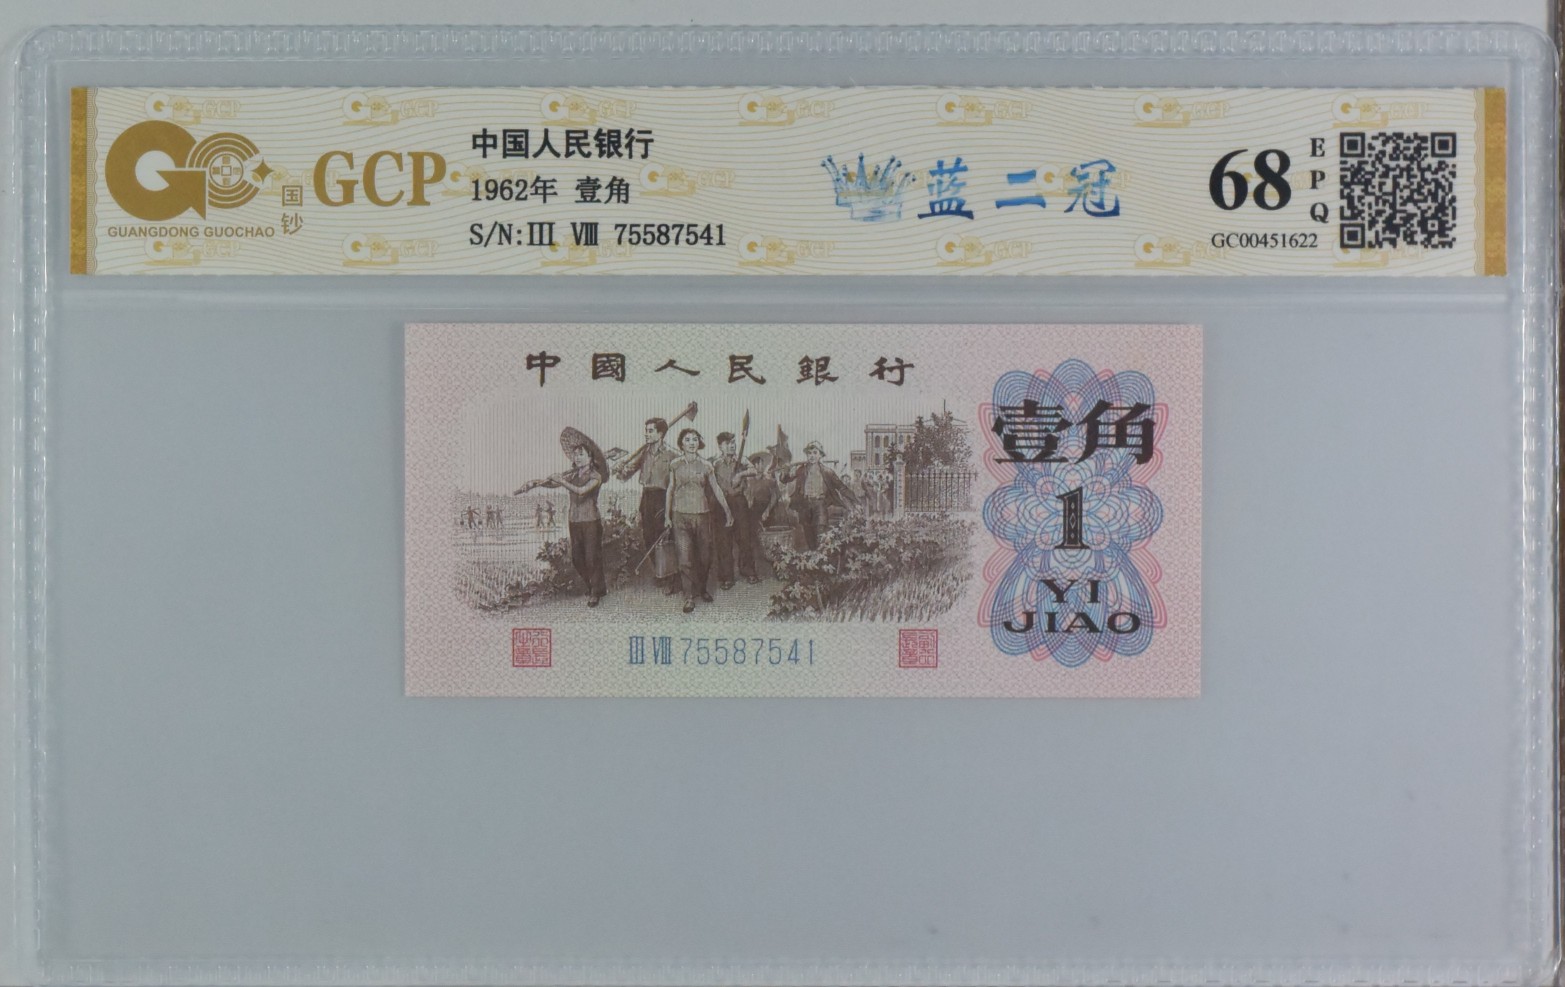 GCP
国钞
GUANGDONG GUOCHAO
中国人民银行
1962年 壹角
S/N:III VIII 75587541
蓝二冠
68
EPQ
GC00451622
中國人民銀行
壹角
1
YI
JIAO
III VIII 75587541